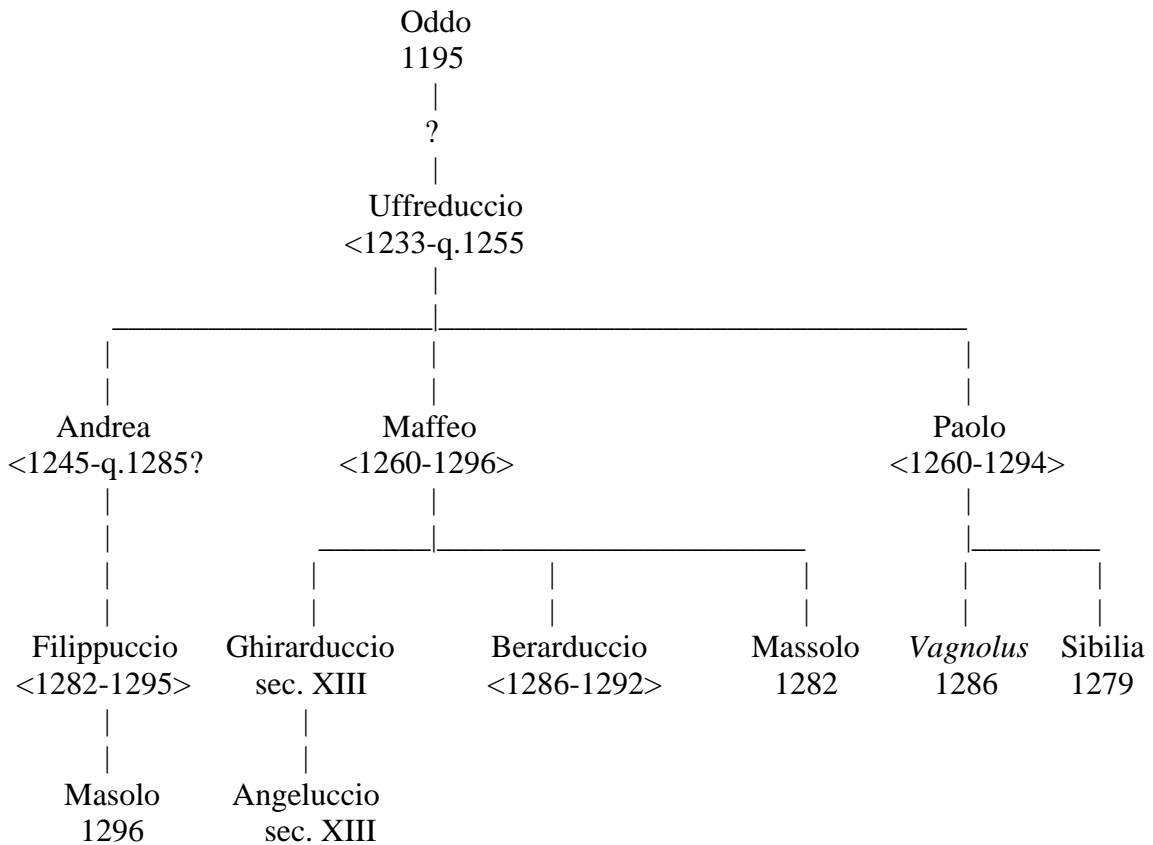 Oddo
1195
?
Uffreduccio
<1233-q.1255
Andrea Maffeo Paolo
<1245-q.1285? <1260-1296> <1260-1294>
Filippuccio Ghirarduccio Berarduccio Massolo Vagnolus Sibilia
<1282-1295> sec. XIII <1286-1292> 1282 1286 1279
Masolo Angeluccio
1296 sec. XIII